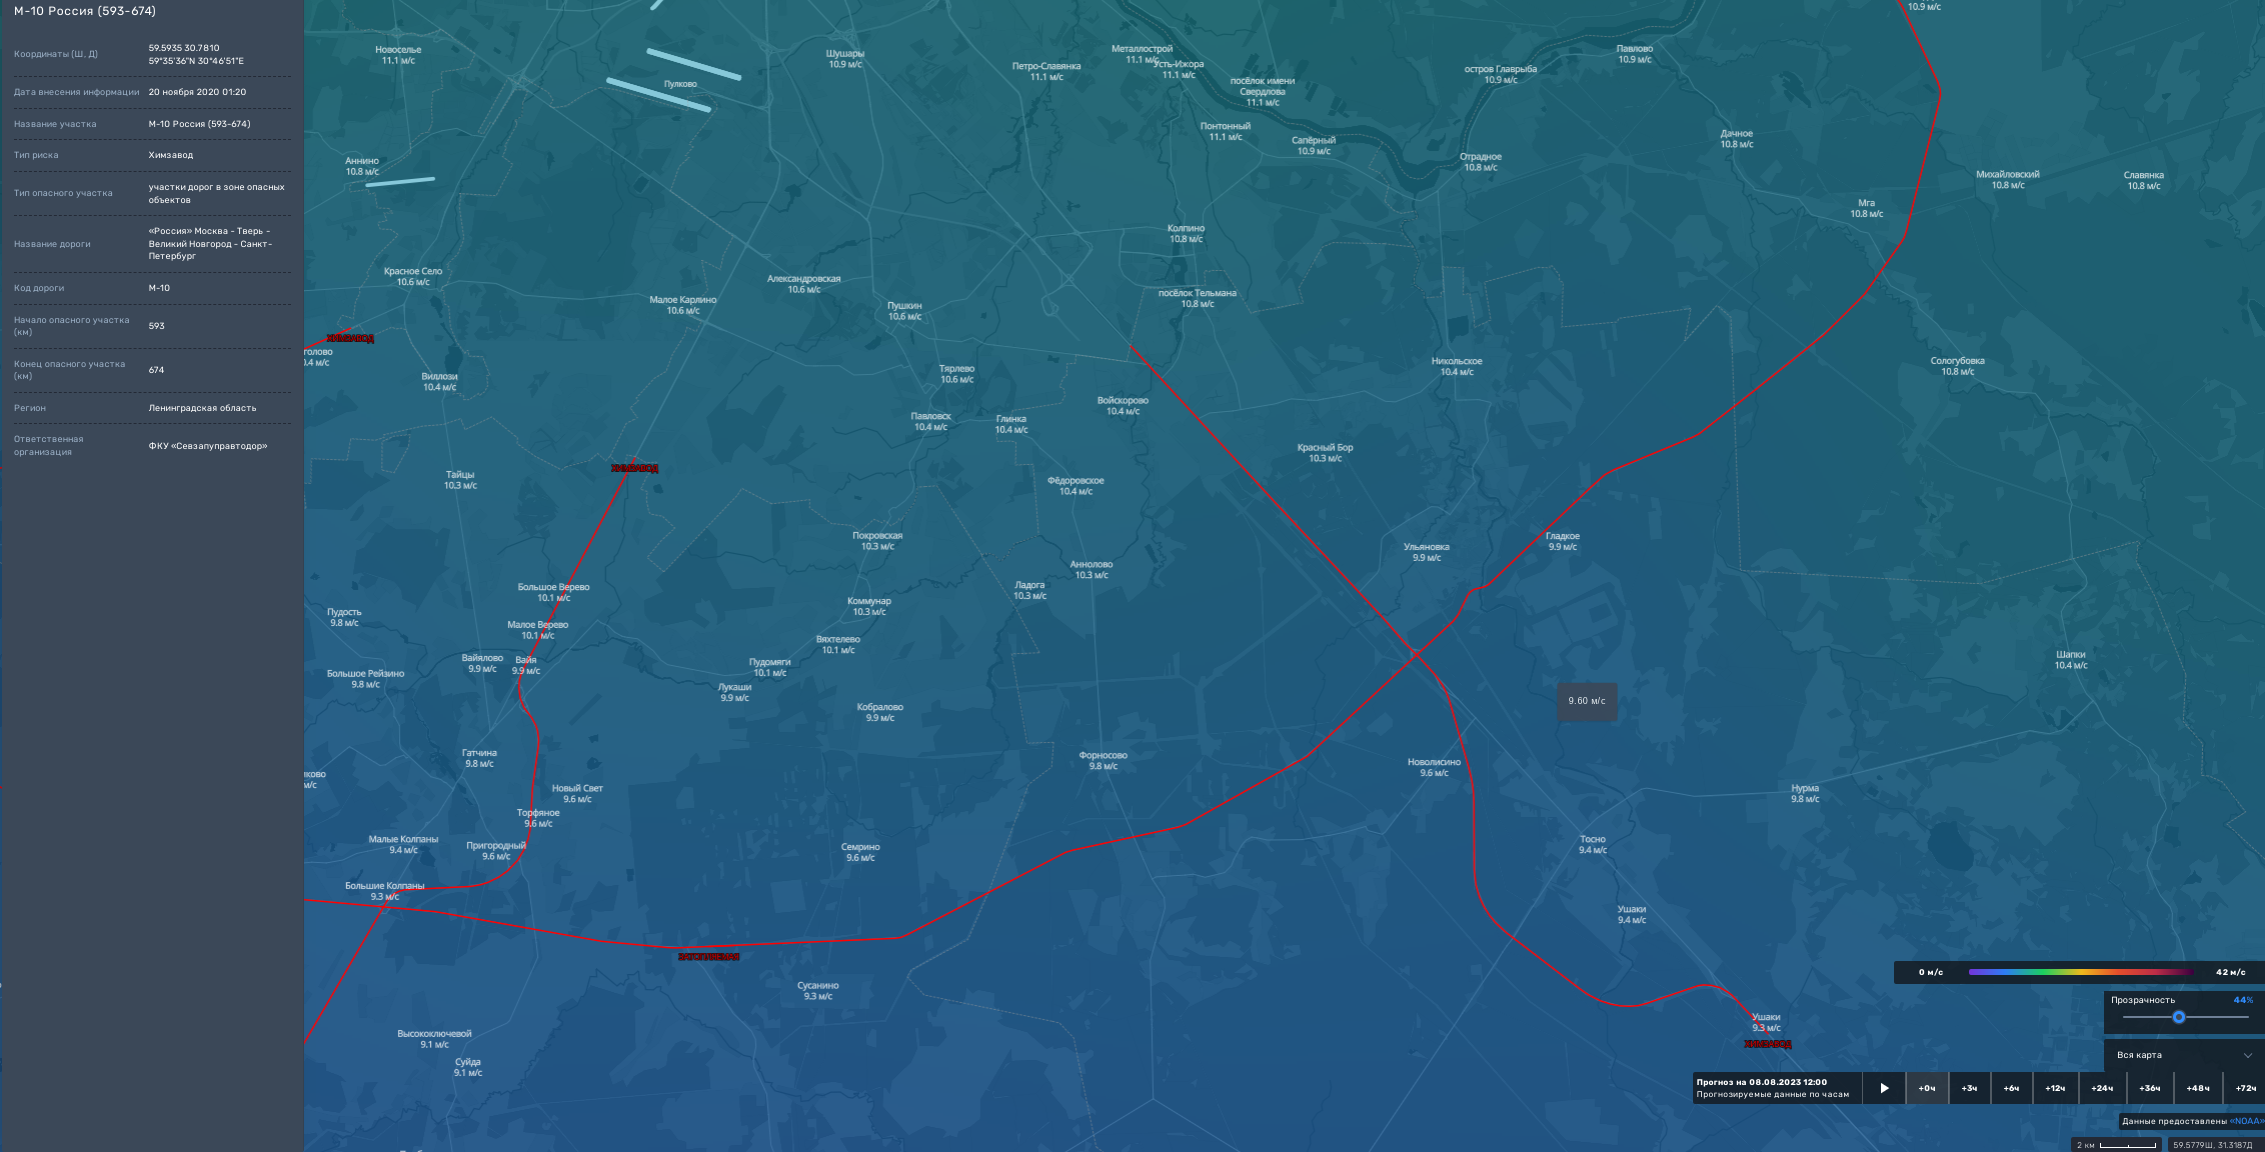 М-10 Россия (593-674)
Координаты (Ш, Д)
59.5935 30.7810
59°35'36"N 30°46'51"E
Дата внесения информации
20 ноября 2020 01:20
Название участка
М-10 Россия (593-674)
Тип риска
Химзавод
Тип опасного участка
участки дорог в зоне опасных
объектов
Название дороги
«Россия» Москва - Тверь -
Великий Новгород - Санкт-
Петербург
Код дороги
М-10
Начало опасного участка
(км)
593
Конец опасного участка
(км)
674
Регион
Ленинградская область
Ответственная
организация
ФКУ «Севзапуправтодор»
10.9 м/с
Новоселье
11.1 м/с
Пулково
Шушары
10.9 м/с
Петро-Славянка
11.1 м/с
Металлострой
11.1 м/с
Усть-Ижора
11.1 м/с
посёлок имени
Свердлова
11.1 м/с
остров Главрыба
10.9 м/с
Павлово
10.9 м/с
Понтонный
11.1 м/с
Сапёрный
10.9 м/с
Отрадное
10.8 м/с
Дачное
10.8 м/с
Аннино
10.8 м/с
Михайловский
10.8 м/с
Славянка
10.8 м/с
Мга
10.8 м/с
Колпино
10.8 м/с
Красное Село
10.6 м/с
Александровская
10.6 м/с
Малое Карлино
10.6 м/с
Пушкин
10.6 м/с
посёлок Тельмана
10.8 м/с
ХИМЗАВОД
голово
0.4 м/с
Виллози
10.4 м/с
Тярлево
10.6 м/с
Никольское
10.4 м/с
Сологубовка
10.8 м/с
Войскорово
10.4 м/с
Павловск
10.4 м/с
Глинка
10.4 м/с
Красный Бор
10.3 м/с
ХИМЗАВОД
Тайцы
10.3 м/с
Фёдоровское
10.4 м/с
Покровская
10.3 м/с
Ульяновка
9.9 м/с
Гладкое
9.9 м/с
Аннолово
10.3 м/с
Ладога
10.3 м/с
Большое Верево
10.1 м/с
Коммунар
10.3 м/с
Пудость
9.8 м/с
Малое Верево
10.1 м/с
Вяхтелево
10.1 м/с
Вайялово
9.9 м/с
Вайя
9.9 м/с
Пудомяги
10.1 м/с
Шапки
10.4 м/с
Большое Рейзино
9.8 м/с
Лукаши
9.9 м/с
9.60 м/с
Кобралово
9.9 м/с
Гатчина
9.8 м/с
Форносово
9.8 м/с
Новолисино
9.6 м/с
иково
м/с
Новый Свет
9.6 м/с
Нурма
9.8 м/с
Торфяное
9.6 м/с
Малые Колпаны
9.4 м/с
Пригородный
9.6 м/с
Семрино
9.6 м/с
Тосно
9.4 м/с
Большие Колпаны
9.3 м/с
Ушаки
9.4 м/с
ЗАТОПЛЯЕМАЯ
Сусанино
9.3 м/с
Ушаки
9.3 м/с
ХИМЗАВОД
Высокоключевой
9.1 м/с
Суйда
9.1 м/с
0 м/с
42 м/с
Прозрачность
44%
Вся карта
Прогноз на 08.08.2023 12:00
Прогнозируемые данные по часам
+0ч
+3ч
+6ч
+12ч
+24ч
+36ч
+48ч
+72ч
Данные предоставлены «NOAA»
2 км
59.5779Ш, 31.3187Д